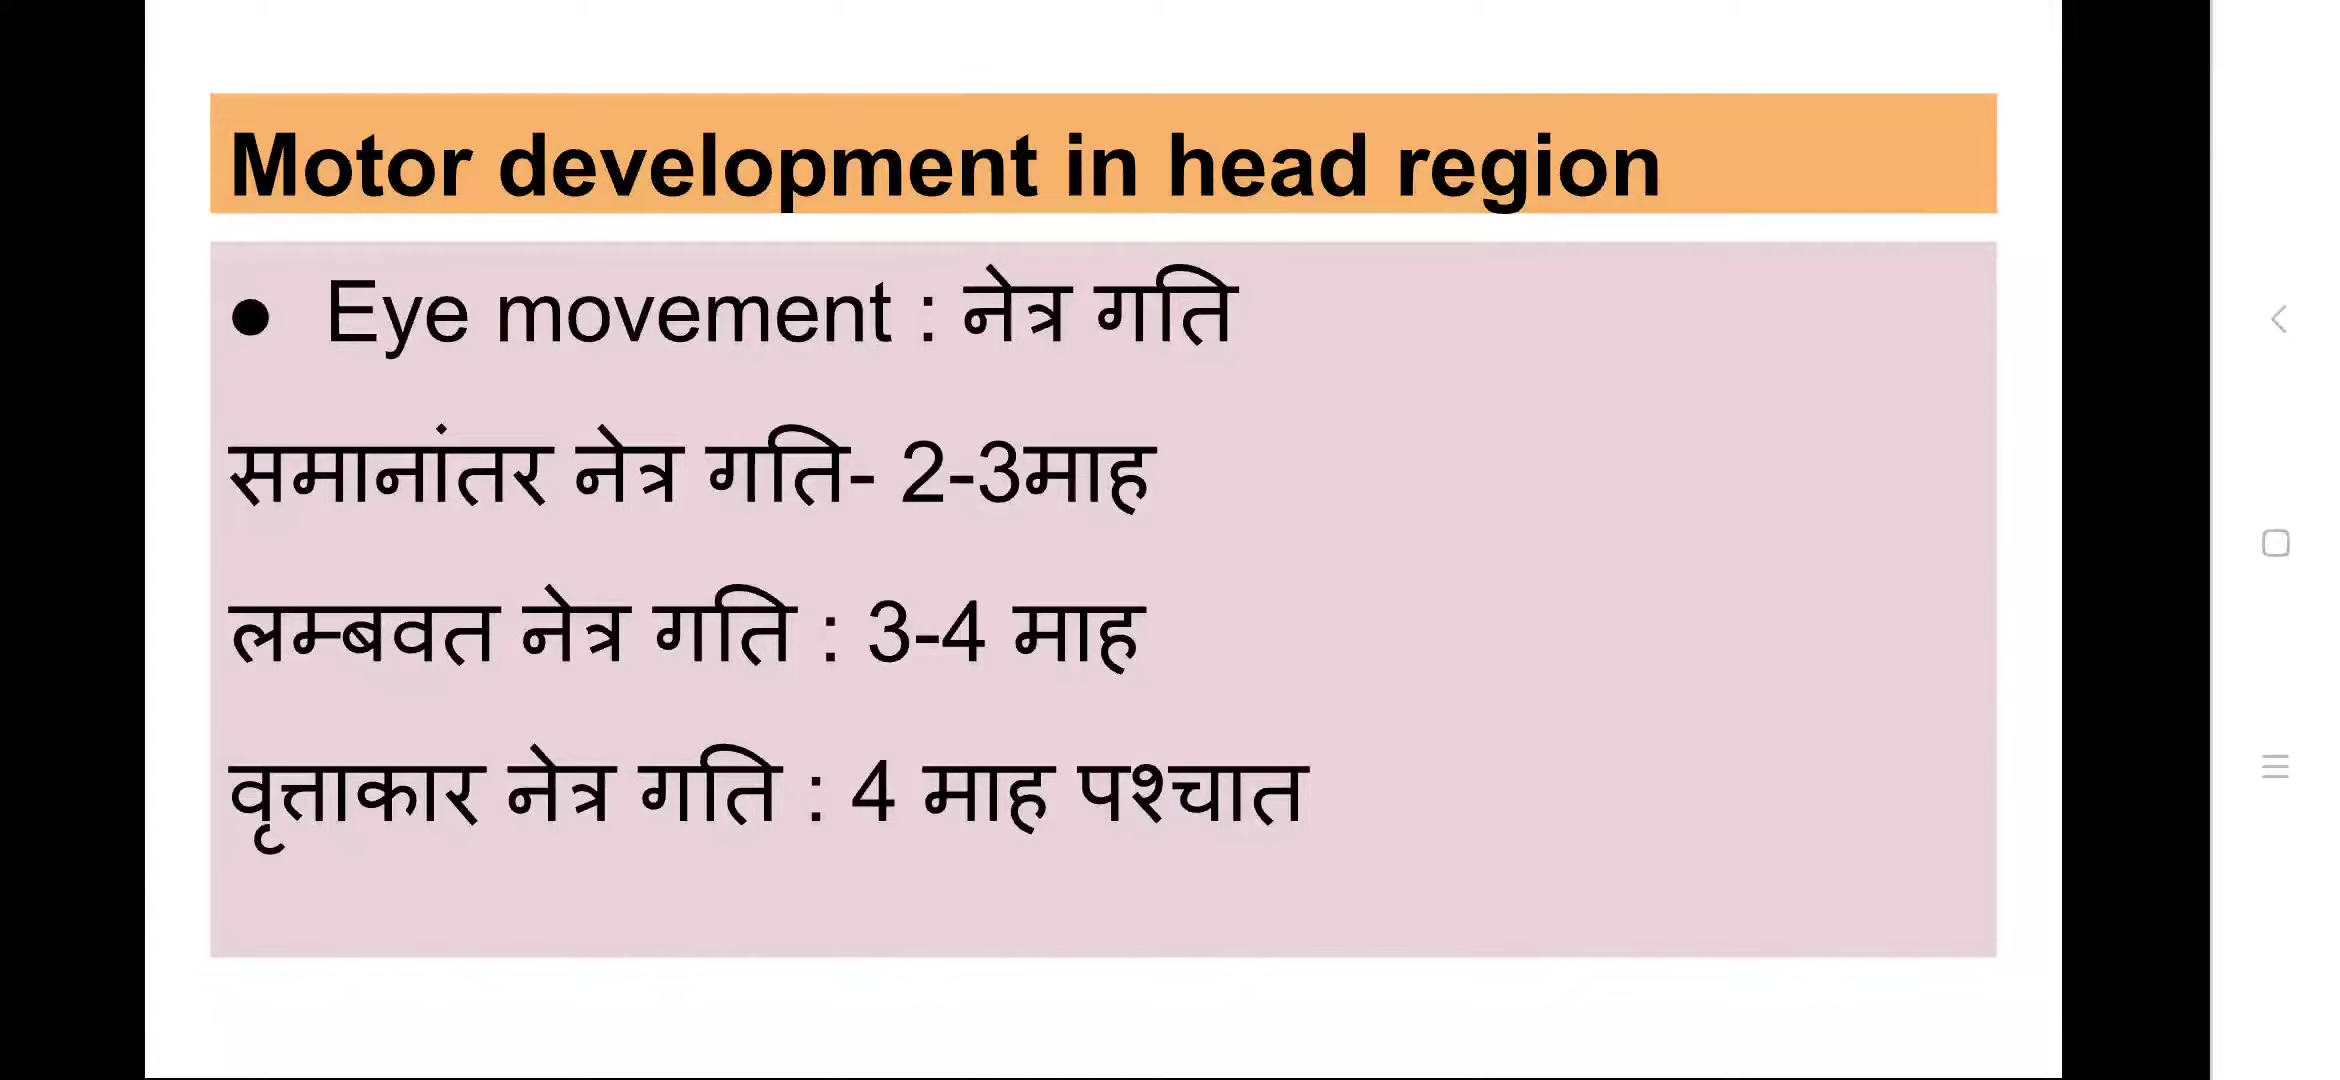 Motor development in head region
● Eye movement : नेत्र गति
समानांतर नेत्र गति- 2-3माह
लम्बवत नेत्र गति : 3-4 माह
वृत्ताकार नेत्र गति : 4 माह पश्चात